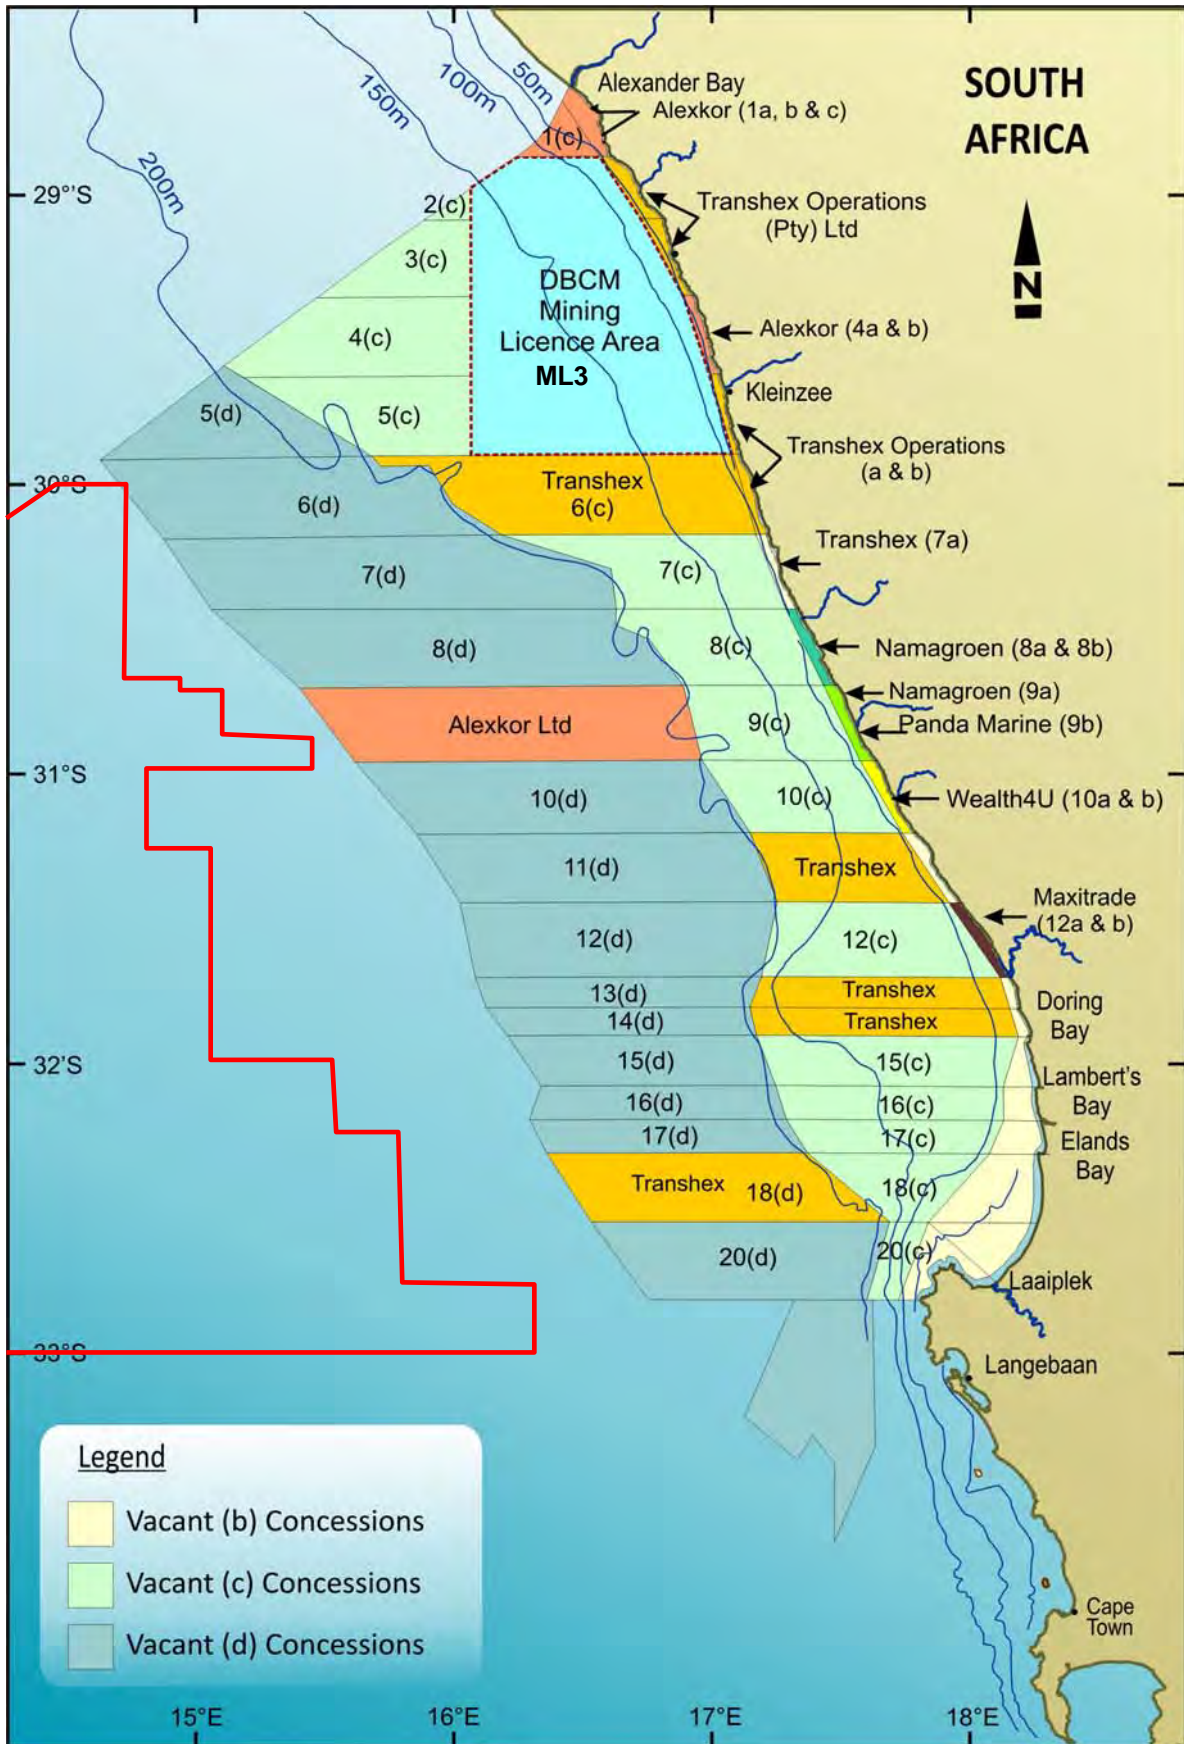 SOUTH
AFRICA
N
50m
100m
150m
200m
Alexander Bay
Alexkor (1a, b & c)
1(c)
29°'S
2(c)
Transhex Operations
(Pty) Ltd
3(c)
DBCM
Mining
Licence Area
ML3
4(c)
Alexkor (4a & b)
5(c)
Kleinzee
5(d)
Transhex Operations
(a & b)
30°S
Transhex
6(c)
6(d)
Transhex (7a)
7(c)
7(d)
8(c)
8(d)
Namagroen (8a & 8b)
Namagroen (9a)
Panda Marine (9b)
9(c)
Alexkor Ltd
31°S
10(c)
10(d)
Wealth4U (10a & b)
11(d)
Transhex
Maxitrade
(12a & b)
12(d)
12(c)
13(d)
Transhex
14(d)
Transhex
Doring
Bay
32°S
15(d)
15(c)
Lambert's
Bay
16(d)
16(c)
17(d)
17(c)
Elands
Bay
Transhex
18(d)
18(c)
20(d)
20(c)
Laaiplek
33°S
Langebaan
Legend
Vacant (b) Concessions
Vacant (c) Concessions
Vacant (d) Concessions
Cape
Town
15°E
16°E
17°E
18°E